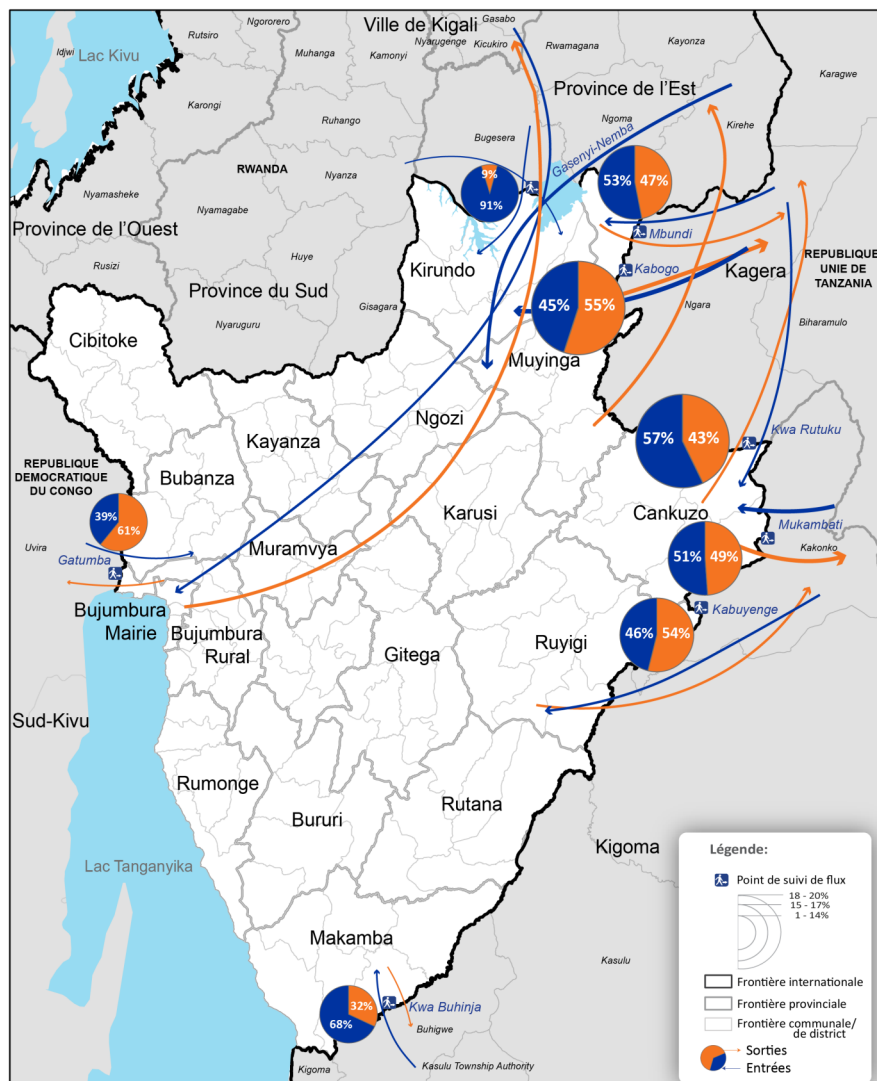 Ville de Kigali
Gasabo
Ngororero
Rutsiro
Idjwi
Lac Kivu
Muhanga
Kamonyi
Nyarugenge
Kicukiro
Rwamagana
Kayonza
Karagwe
Karongi
Province de l'Est
Ruhango
Bugesera
Ngoma
Kirehe
Gasenyi-Nemba
RWANDA
Nyanza
9%
91%
53%
47%
Nyamasheke
Nyamagabe
Province de l'Ouest
Mbundi
Huye
Rusizi
Kirundo
Kabogo
Kagera
REPUBLIQUE
UNIE DE
TANZANIA
Province du Sud
Gisagara
Ngara
45%
55%
Nyaruguru
Biharamulo
Cibitoke
Muyinga
Ngozi
Kayanza
57%
43%
Kwa Rutuku
REPUBLIQUE
DEMOCRATIQUE
DU CONGO
Bubanza
39%
61%
Karusi
Cankuzo
Mukambati
Uvira
Gatumba
Muramvya
Kakonko
51%
49%
Bujumbura
Mairie
Bujumbura
Rural
Kabuyenge
Gitega
Ruyigi
46%
54%
Sud-Kivu
Rumonge
Rutana
Bururi
Kigoma
Lac Tanganyika
Légende:
Point de suivi de flux
18 - 20%
15 - 17%
1 - 14%
Frontière internationale
Frontière provinciale
Frontière communale/
de district
Sorties
Entrées
Makamba
Kasulu
32%
68%
Kwa Buhinja
Buhigwe
Kigoma
Kasulu Township Authority